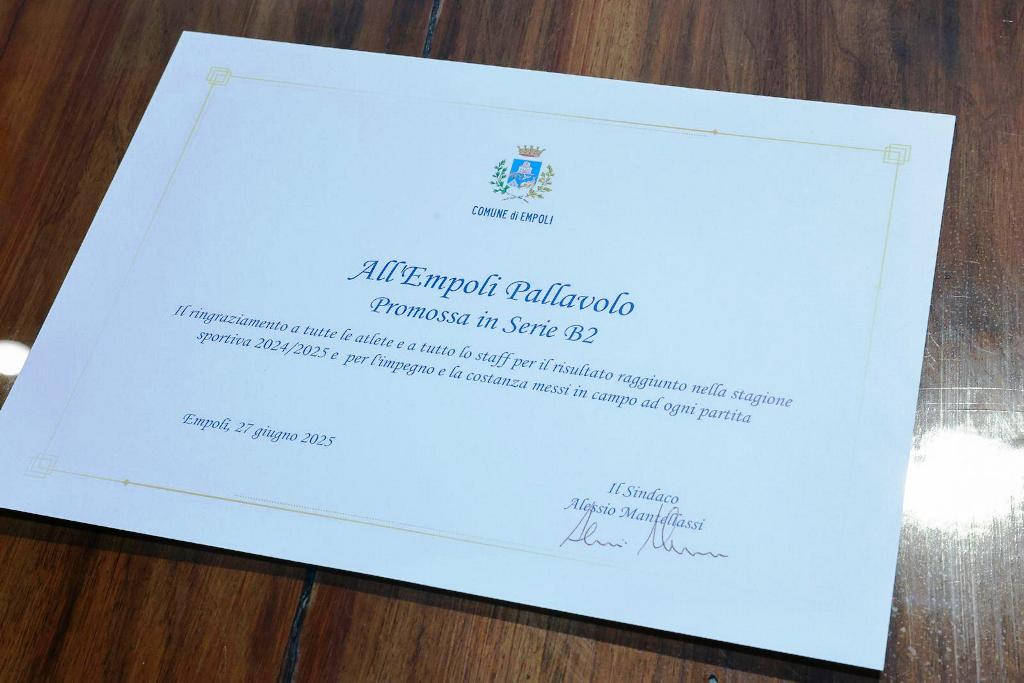 COMUNE di EMPOLI
All'Empoli Pallavolo
Promossa in Serie B2
Il ringraziamento a tutte le atlete e a tutto lo staff per il risultato raggiunto nella stagione
sportiva 2024/2025 e per l'impegno e la costanza messi in campo ad ogni partita
Empoli, 27 giugno 2025
Il Sindaco
Alessio Mantellassi